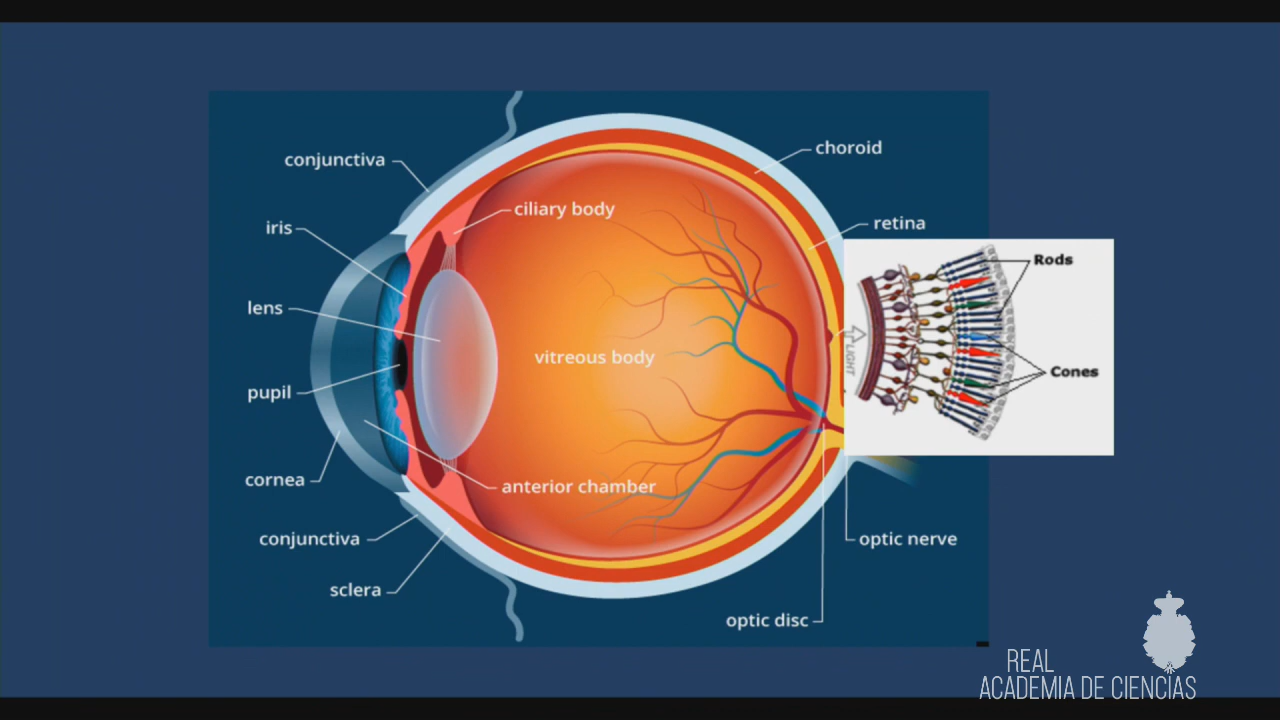 conjunctiva
iris
lens
pupil
cornea
conjunctiva
sclera
ciliary body
vitreous body
anterior chamber
choroid
retina
LIGHT
Rods
Cones
optic nerve
optic disc
REAL
ACADEMIA DE CIENCIAS